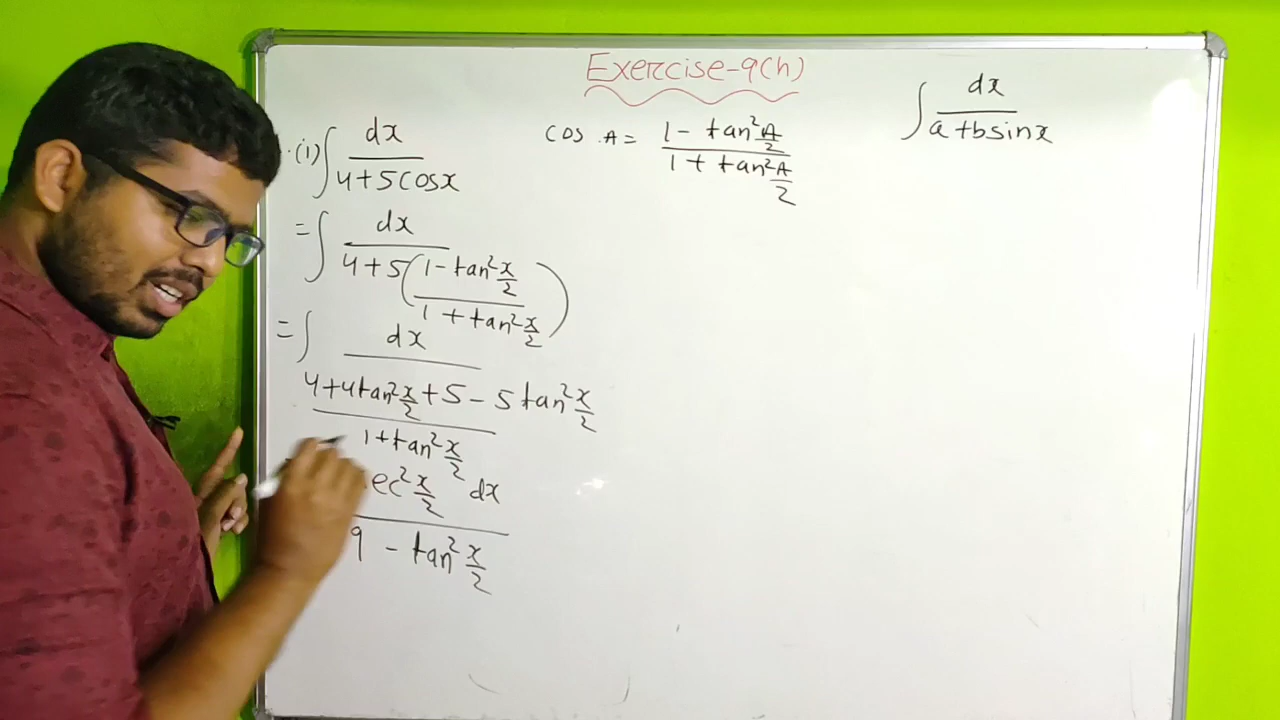 Exercise-9(h)
(i) ∫ dx / (4+5cosx)
cos A = (1 - tan² A/2) / (1 + tan² A/2)
∫ dx / (a+bsinx)
= ∫ dx / (4+5((1-tan² x/2) / (1+tan² x/2)))
= ∫ dx / ((4+4tan² x/2 + 5 - 5tan² x/2) / (1+tan² x/2))
ec² x/2 dx / (9 - tan² x/2)